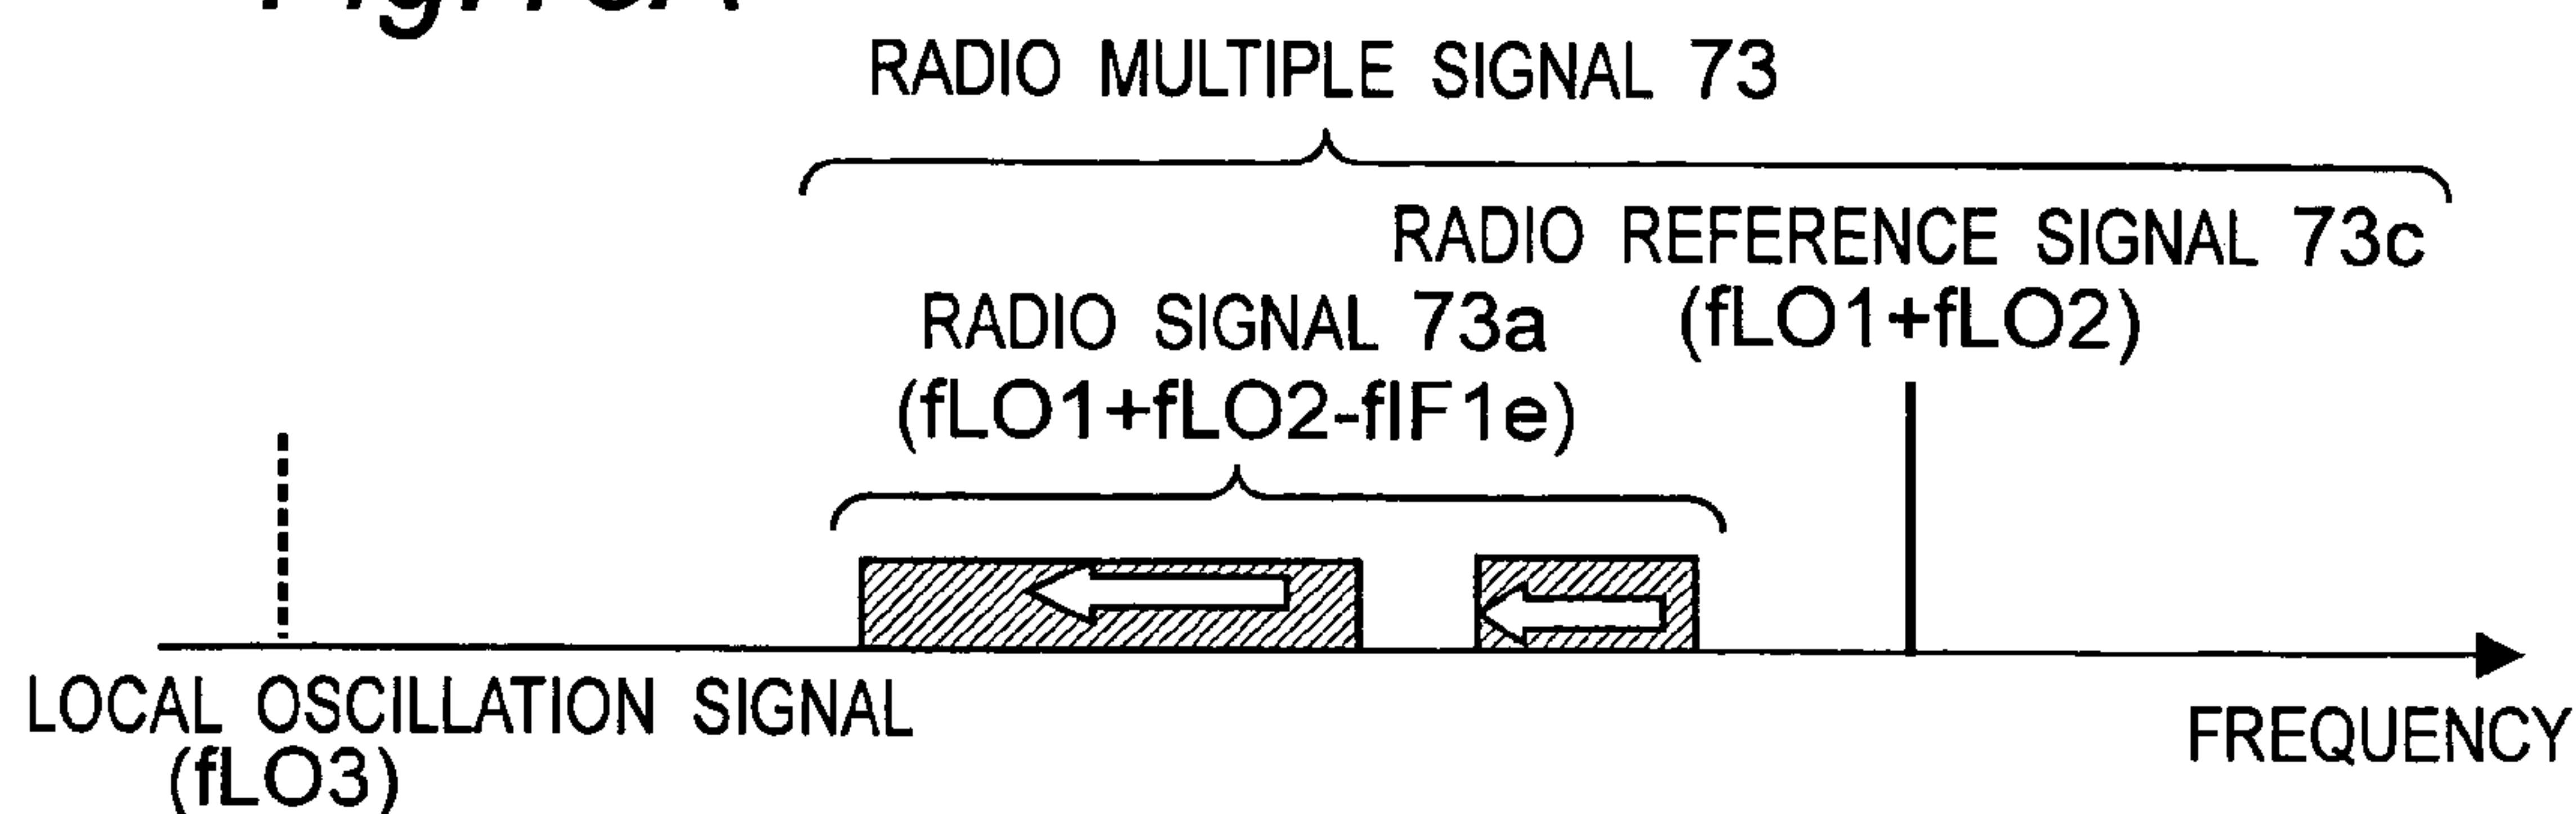 RADIO MULTIPLE SIGNAL 73
RADIO REFERENCE SIGNAL 73c
(fLO1+fLO2)
RADIO SIGNAL 73a
(fLO1+fLO2-fIF1e)
LOCAL OSCILLATION SIGNAL
(fLO3)
FREQUENCY